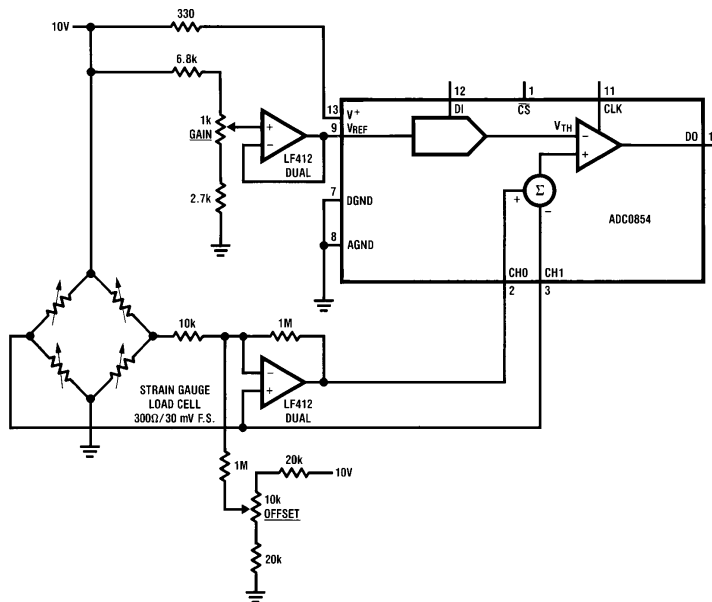 330
10V
6.8k
12
1
11
DI
CS
CLK
13
V+
1k
GAIN
9
VREF
VTH
DO
1
LF412
DUAL
+
−
−
+
2.7k
7
DGND
Σ
+
−
8
AGND
ADC0854
CH0
CH1
2
3
10k
1M
−
+
STRAIN GAUGE
LOAD CELL
300Ω/30 mV F.S.
LF412
DUAL
1M
20k
10V
10k
OFFSET
20k